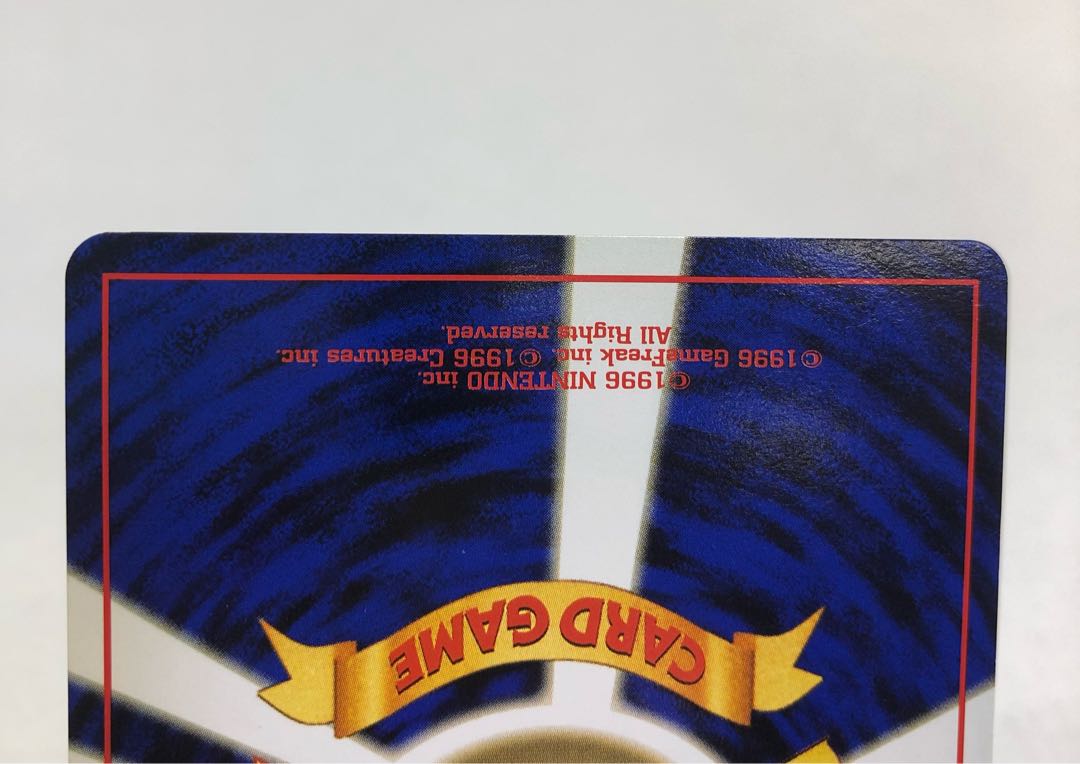 CARD GAME
©1996 NINTENDO inc.
©1996 GameFreak inc. ©1996 Creatures inc.
All Rights reserved.